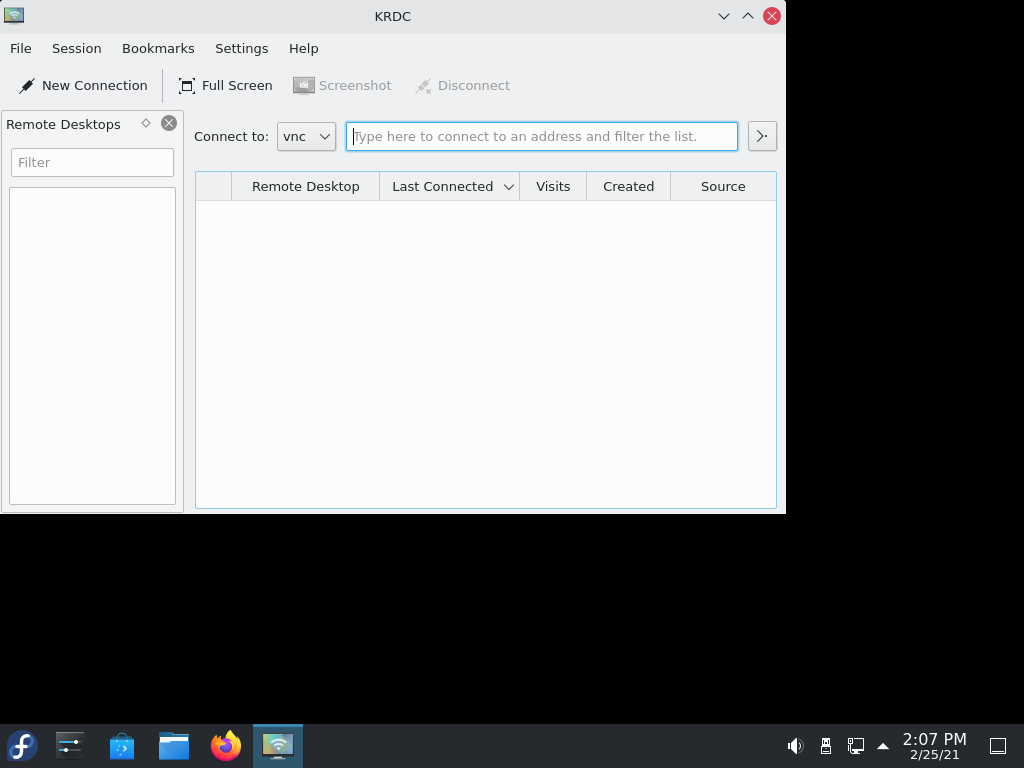 KRDC
File Session Bookmarks Settings Help
New Connection Full Screen Screenshot Disconnect
Remote Desktops
Filter
Connect to: vnc Type here to connect to an address and filter the list.
Remote Desktop Last Connected Visits Created Source
2:07 PM
2/25/21